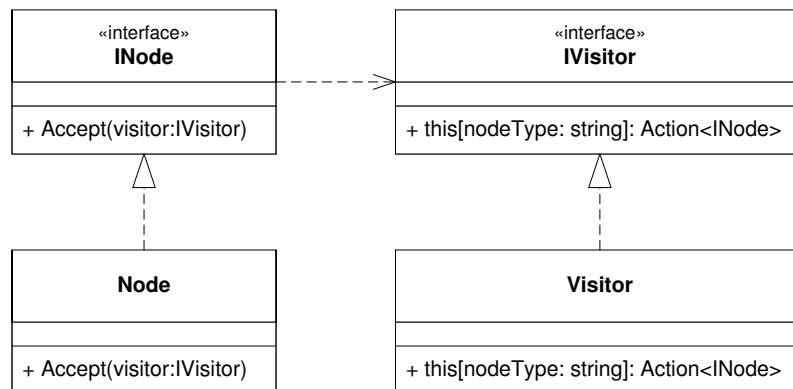 «interface»
INode
+ Accept(visitor:IVisitor)
«interface»
IVisitor
+ this[nodeType: string]: Action<INode>
Node
+ Accept(visitor:IVisitor)
Visitor
+ this[nodeType: string]: Action<INode>